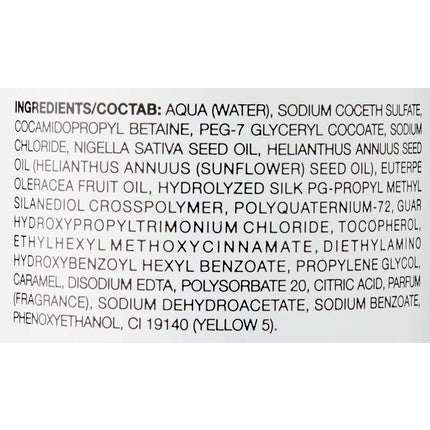 INGREDIENTS/СОСТАВ: AQUA (WATER), SODIUM COCETH SULFATE,
COCAMIDOPROPYL BETAINE, PEG-7 GLYCERYL COCOATE, SODIUM
CHLORIDE, NIGELLA SATIVA SEED OIL, HELIANTHUS ANNUUS SEED
OIL (HELIANTHUS ANNUUS (SUNFLOWER) SEED OIL), EUTERPE
OLERACEA FRUIT OIL, HYDROLYZED SILK PG-PROPYL METHYL
SILANEDIOL CROSSPOLYMER, POLYQUATERNIUM-72, GUAR
HYDROXYPROPYLTRIMONIUM CHLORIDE, TOCOPHEROL,
ETHYLHEXYL METHOXYCINNAMATE, DIETHYLAMINO
HYDROXYBENZOYL HEXYL BENZOATE, PROPYLENE GLYCOL,
CARAMEL, DISODIUM EDTA, POLYSORBATE 20, CITRIC ACID, PARFUM
(FRAGRANCE), SODIUM DEHYDROACETATE, SODIUM BENZOATE,
PHENOXYETHANOL, CI 19140 (YELLOW 5).